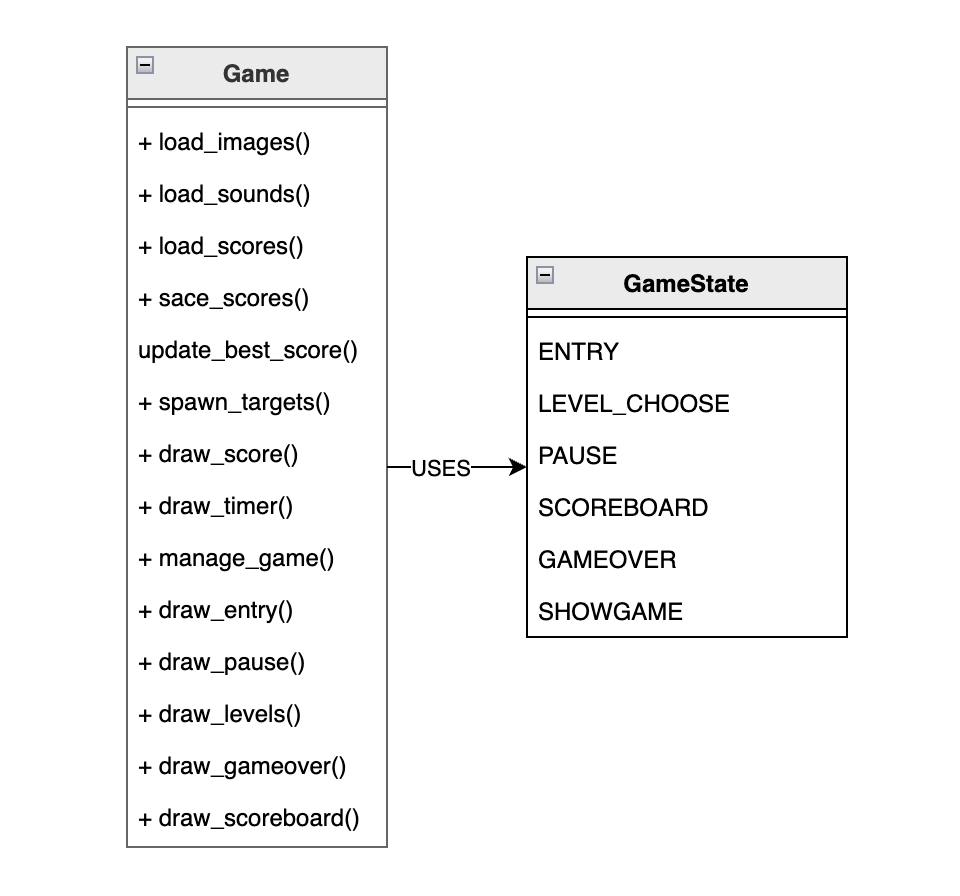 Game
+ load_images()
+ load_sounds()
+ load_scores()
+ sace_scores()
update_best_score()
+ spawn_targets()
+ draw_score()
+ draw_timer()
+ manage_game()
+ draw_entry()
+ draw_pause()
+ draw_levels()
+ draw_gameover()
+ draw_scoreboard()
USES
GameState
ENTRY
LEVEL_CHOOSE
PAUSE
SCOREBOARD
GAMEOVER
SHOWGAME